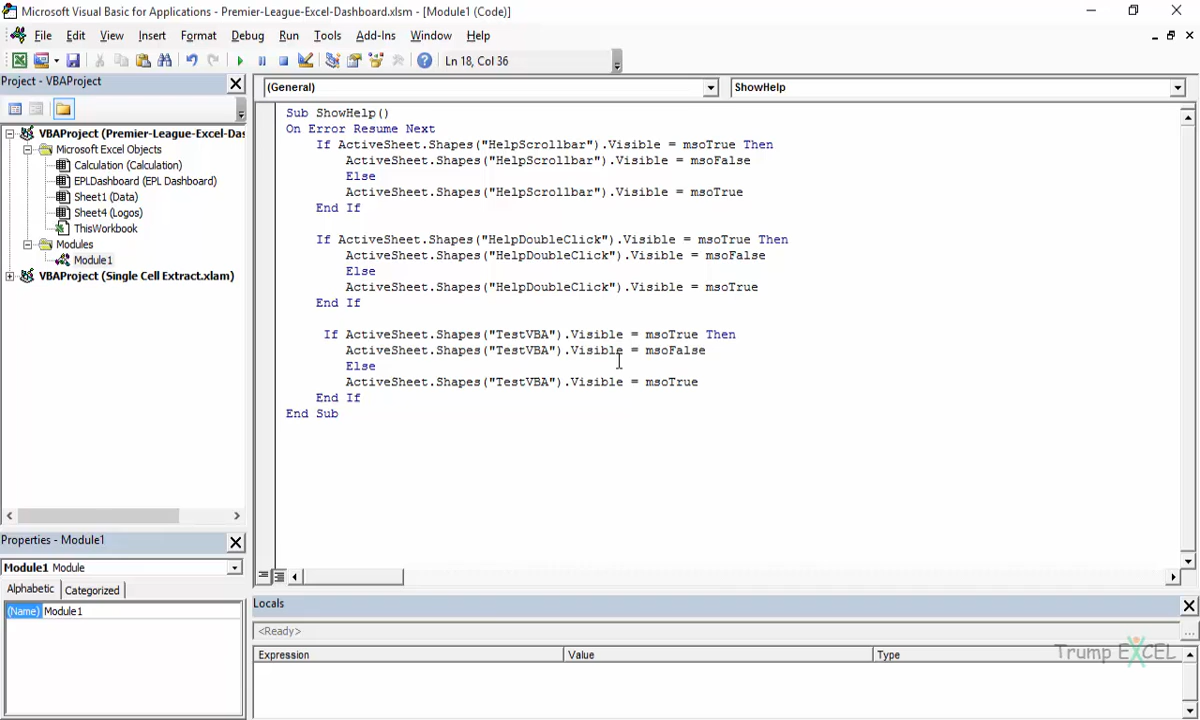 Microsoft Visual Basic for Applications - Premier-League-Excel-Dashboard.xlsm - [Module1 (Code)]
File Edit View Insert Format Debug Run Tools Add-Ins Window Help
Ln 18, Col 36
Project - VBAProject
(General)
ShowHelp
VBAProject (Premier-League-Excel-Das
Microsoft Excel Objects
Calculation (Calculation)
EPLDashboard (EPL Dashboard)
Sheet1 (Data)
Sheet4 (Logos)
ThisWorkbook
Modules
Module1
VBAProject (Single Cell Extract.xlam)
Sub ShowHelp()
On Error Resume Next
If ActiveSheet.Shapes("HelpScrollbar").Visible = msoTrue Then
ActiveSheet.Shapes("HelpScrollbar").Visible = msoFalse
Else
ActiveSheet.Shapes("HelpScrollbar").Visible = msoTrue
End If
If ActiveSheet.Shapes("HelpDoubleClick").Visible = msoTrue Then
ActiveSheet.Shapes("HelpDoubleClick").Visible = msoFalse
Else
ActiveSheet.Shapes("HelpDoubleClick").Visible = msoTrue
End If
If ActiveSheet.Shapes("TestVBA").Visible = msoTrue Then
ActiveSheet.Shapes("TestVBA").Visible = msoFalse
Else
ActiveSheet.Shapes("TestVBA").Visible = msoTrue
End If
End Sub
Properties - Module1
Module1 Module
Alphabetic Categorized
(Name) Module1
Locals
<Ready>
Expression Value Type
Trump EXCEL